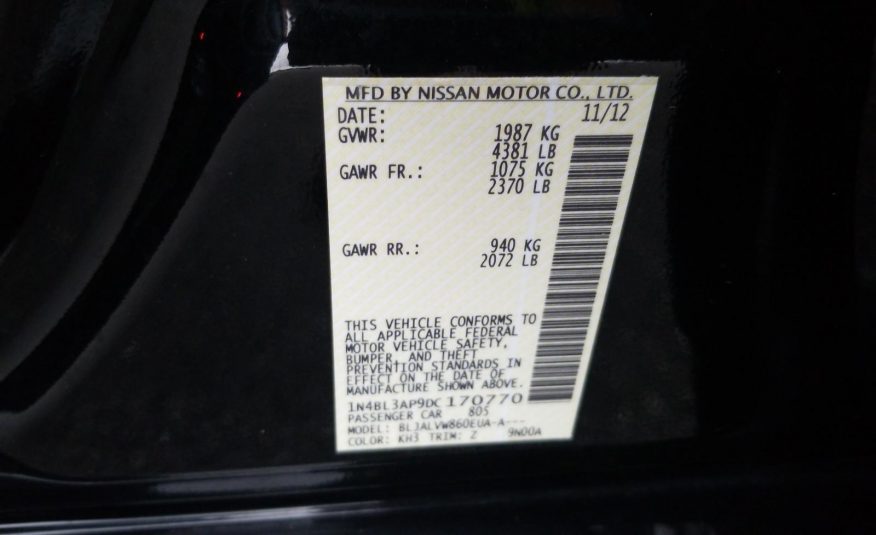 MFD BY NISSAN MOTOR CO., LTD.
DATE: 11/12
GVWR: 1987 KG
4381 LB
GAWR FR.: 1075 KG
2370 LB
GAWR RR.: 940 KG
2072 LB
THIS VEHICLE CONFORMS TO
ALL APPLICABLE FEDERAL
MOTOR VEHICLE SAFETY,
BUMPER, AND THEFT
PREVENTION STANDARDS IN
EFFECT ON THE DATE OF
MANUFACTURE SHOWN ABOVE.
1N4BL3AP9DC170770
PASSENGER CAR 805
MODEL: BLJALVW860EUA-A---
COLOR: KH3 TRIM: Z 9N00A